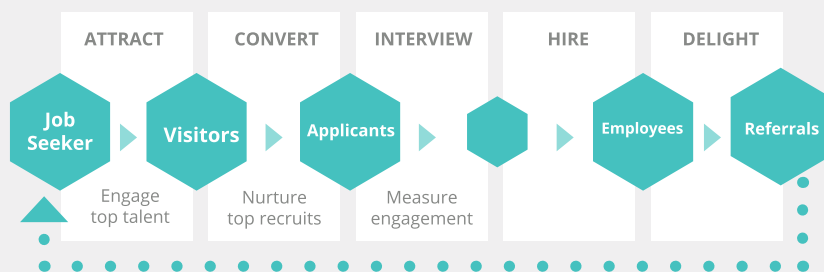 ATTRACT
CONVERT
INTERVIEW
HIRE
DELIGHT
Job
Seeker
Visitors
Applicants
Employees
Referrals
Engage
top talent
Nurture
top recruits
Measure
engagement